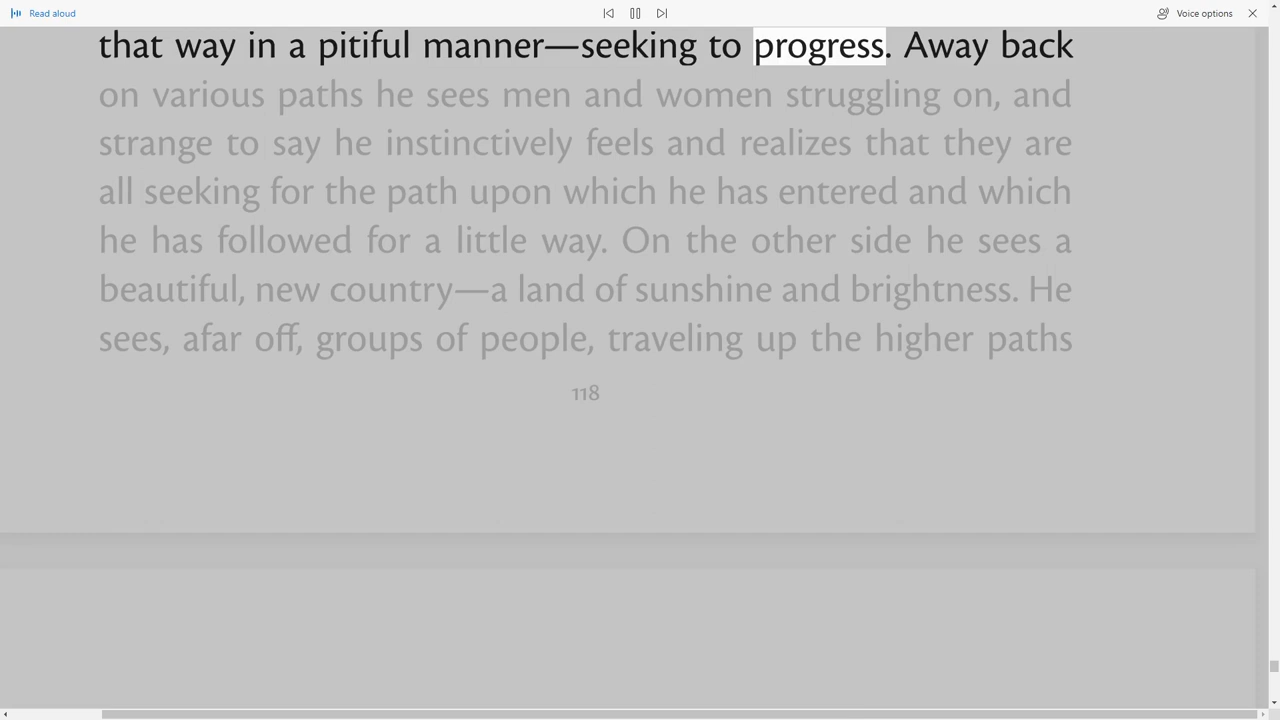 Read aloud
Voice options
that way in a pitiful manner—seeking to progress. Away back
on various paths he sees men and women struggling on, and
strange to say he instinctively feels and realizes that they are
all seeking for the path upon which he has entered and which
he has followed for a little way. On the other side he sees a
beautiful, new country—a land of sunshine and brightness. He
sees, afar off, groups of people, traveling up the higher paths
118